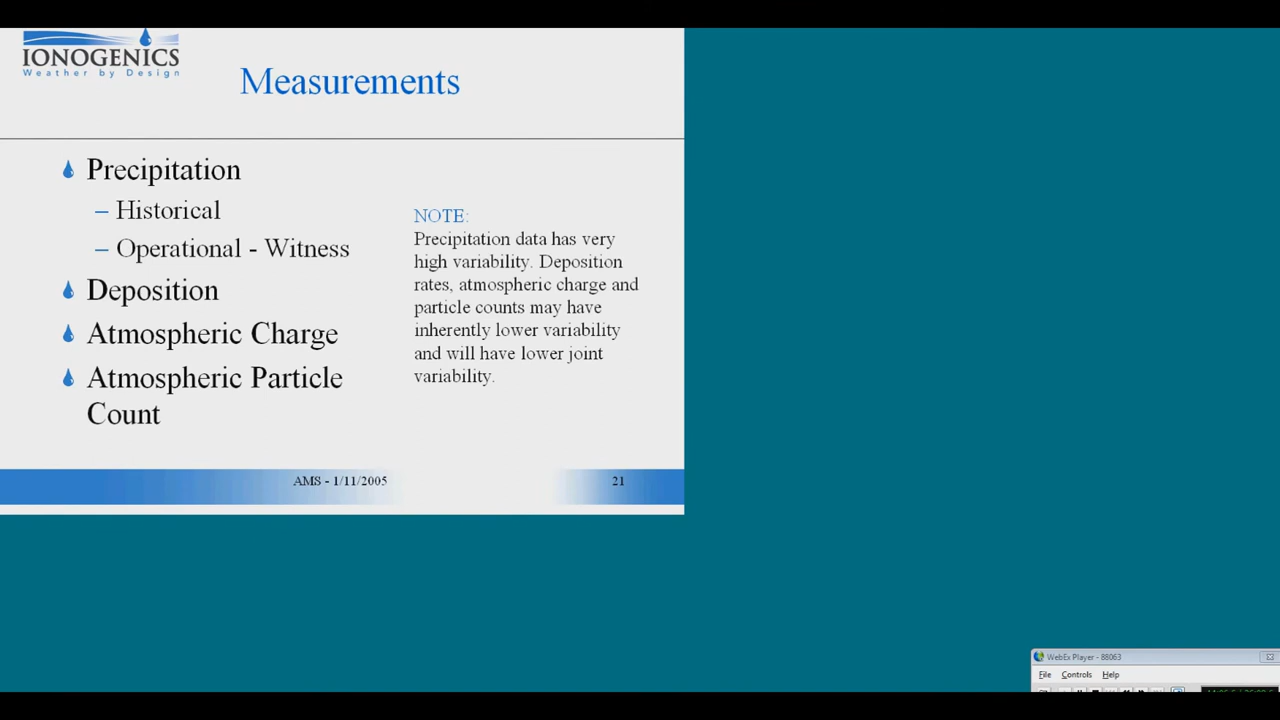 IONOGENICS
Weather by Design
Measurements
Precipitation
– Historical
– Operational - Witness
Deposition
Atmospheric Charge
Atmospheric Particle
Count
NOTE:
Precipitation data has very
high variability. Deposition
rates, atmospheric charge and
particle counts may have
inherently lower variability
and will have lower joint
variability.
AMS - 1/11/2005
21
WebEx Player - 88063
File Controls Help